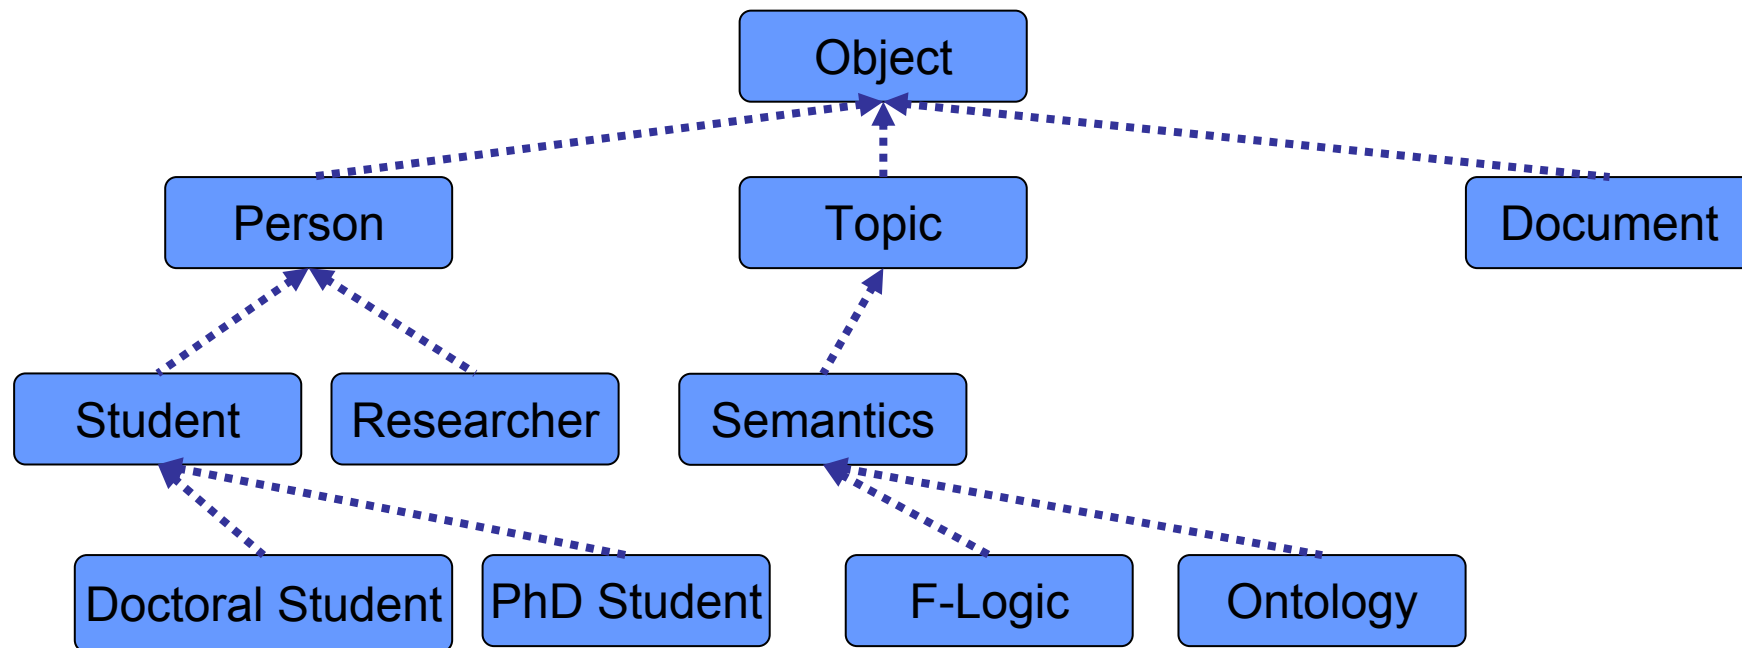 Object
Person
Topic
Document
Student
Researcher
Semantics
Doctoral Student
PhD Student
F-Logic
Ontology